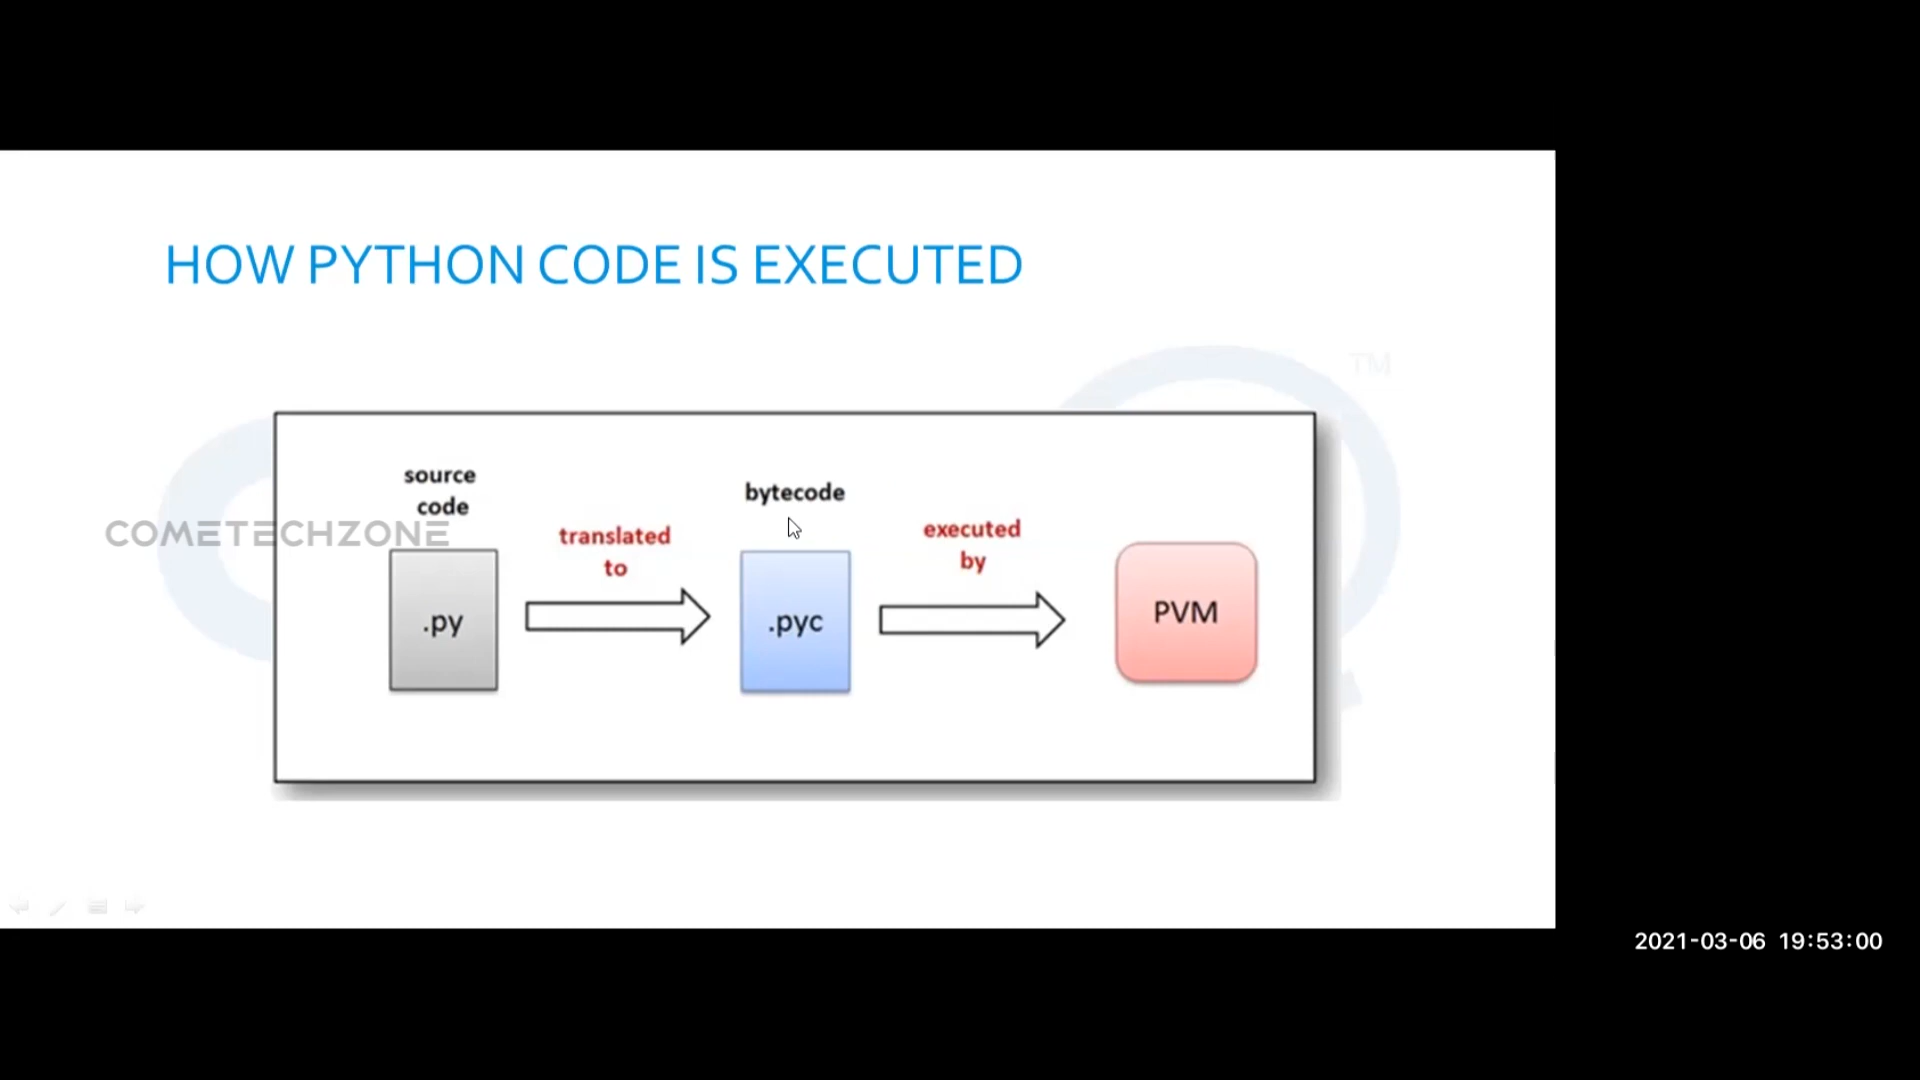 HOW PYTHON CODE IS EXECUTED
TM
source
code
COMETECHZONE
translated
to
bytecode
executed
by
.py
.pyc
PVM
2021-03-06 19:53:00